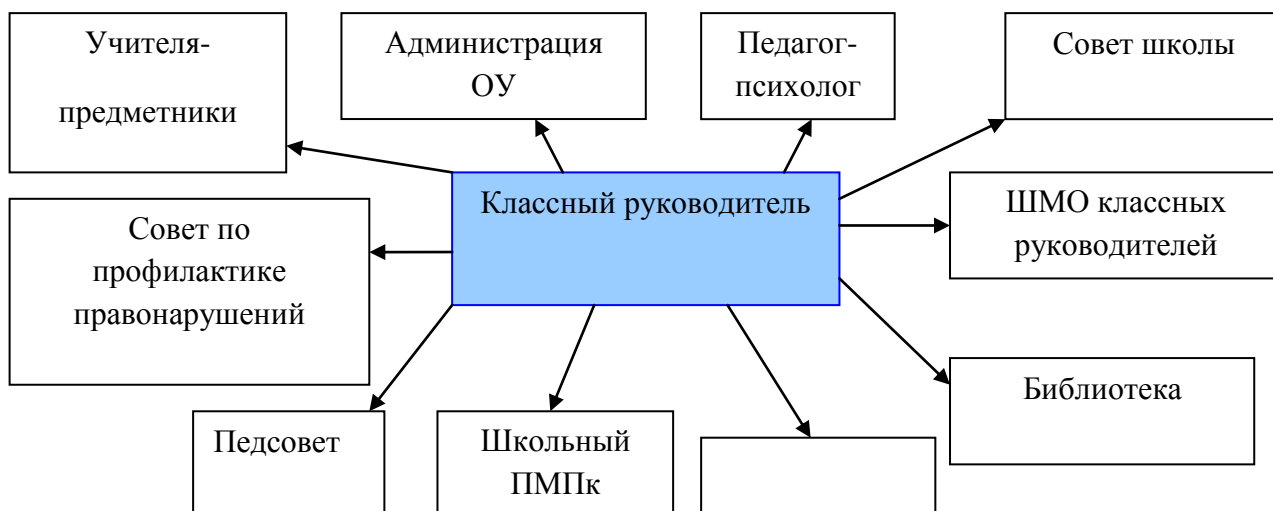 Учителя-
предметники
Администрация
ОУ
Педагог-
психолог
Совет школы
Классный руководитель
ШМО классных
руководителей
Совет по
профилактике
правонарушений
Библиотека
Педсовет
Школьный
ПМПк